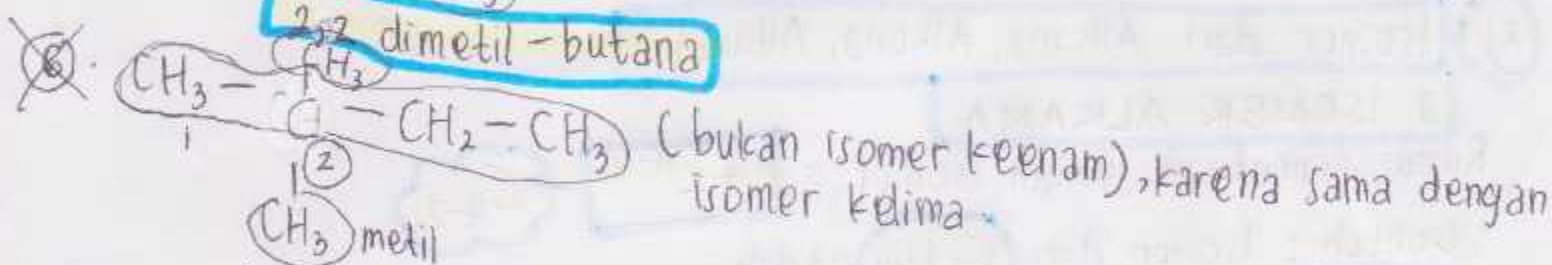 2,2 dimetil-butana
6. CH3
CH3 - C - CH2 - CH3 (bukan isomer keenam), karena sama dengan
1 2 isomer kelima.
CH3 metil